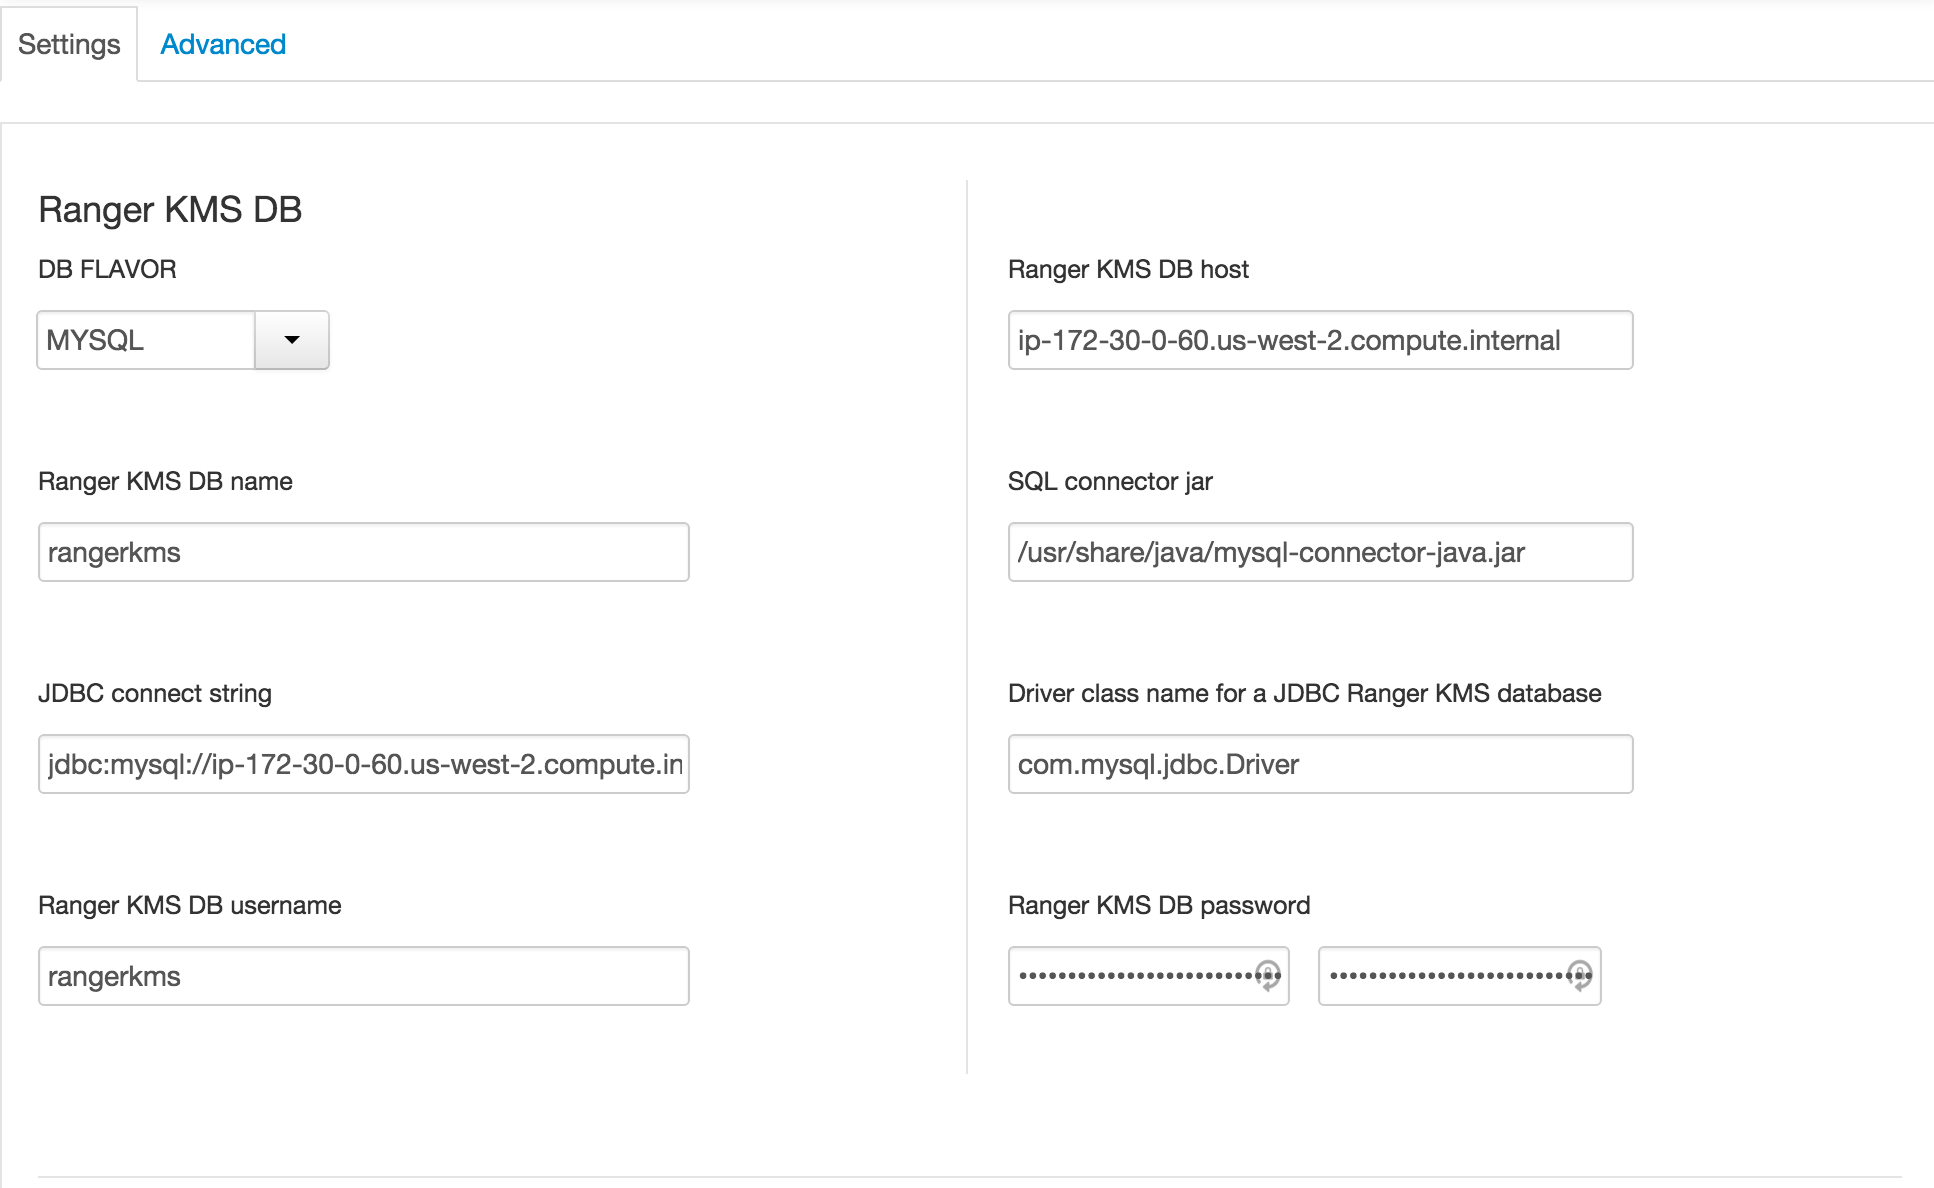 Settings
Advanced
Ranger KMS DB
DB FLAVOR
MYSQL
Ranger KMS DB host
ip-172-30-0-60.us-west-2.compute.internal
Ranger KMS DB name
rangerkms
SQL connector jar
/usr/share/java/mysql-connector-java.jar
JDBC connect string
jdbc:mysql://ip-172-30-0-60.us-west-2.compute.in
Driver class name for a JDBC Ranger KMS database
com.mysql.jdbc.Driver
Ranger KMS DB username
rangerkms
Ranger KMS DB password